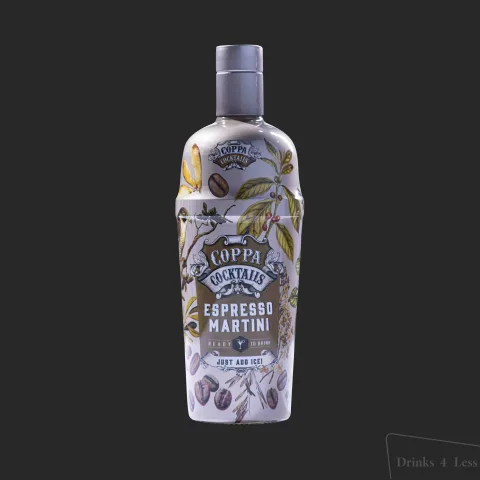 COPPA
COCKTAILS
COPPA
COCKTAILS
ESPRESSO
MARTINI
READY TO DRINK
JUST ADD ICE!
Drinks 4 Less